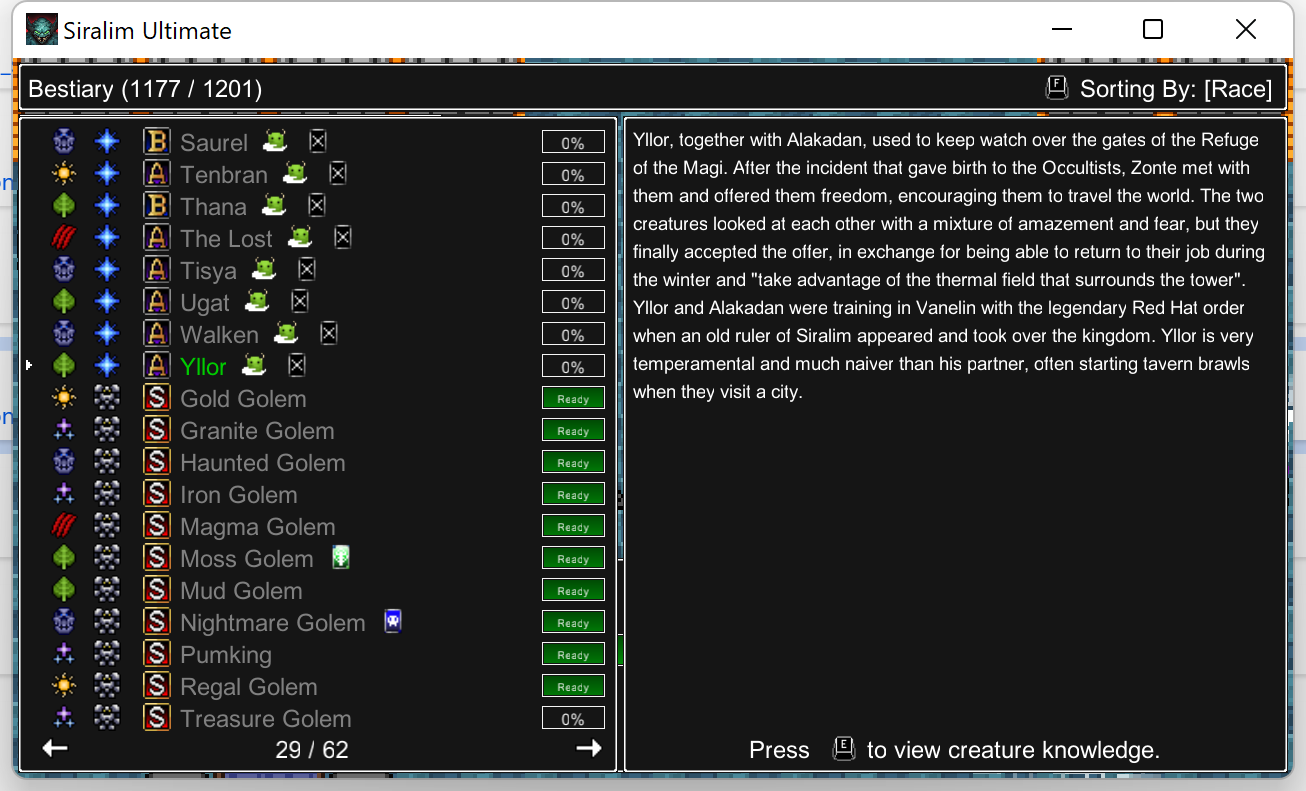 Siralim Ultimate
Bestiary (1177 / 1201)
F Sorting By: [Race]
B Saurel 0%
A Tenbran 0%
B Thana 0%
A The Lost 0%
A Tisya 0%
A Ugat 0%
A Walken 0%
A Yllor 0%
S Gold Golem Ready
S Granite Golem Ready
S Haunted Golem Ready
S Iron Golem Ready
S Magma Golem Ready
S Moss Golem Ready
S Mud Golem Ready
S Nightmare Golem Ready
S Pumking Ready
S Regal Golem Ready
S Treasure Golem 0%
29 / 62
Yllor, together with Alakadan, used to keep watch over the gates of the Refuge
of the Magi. After the incident that gave birth to the Occultists, Zonte met with
them and offered them freedom, encouraging them to travel the world. The two
creatures looked at each other with a mixture of amazement and fear, but they
finally accepted the offer, in exchange for being able to return to their job during
the winter and "take advantage of the thermal field that surrounds the tower".
Yllor and Alakadan were training in Vanelin with the legendary Red Hat order
when an old ruler of Siralim appeared and took over the kingdom. Yllor is very
temperamental and much naiver than his partner, often starting tavern brawls
when they visit a city.
Press E to view creature knowledge.